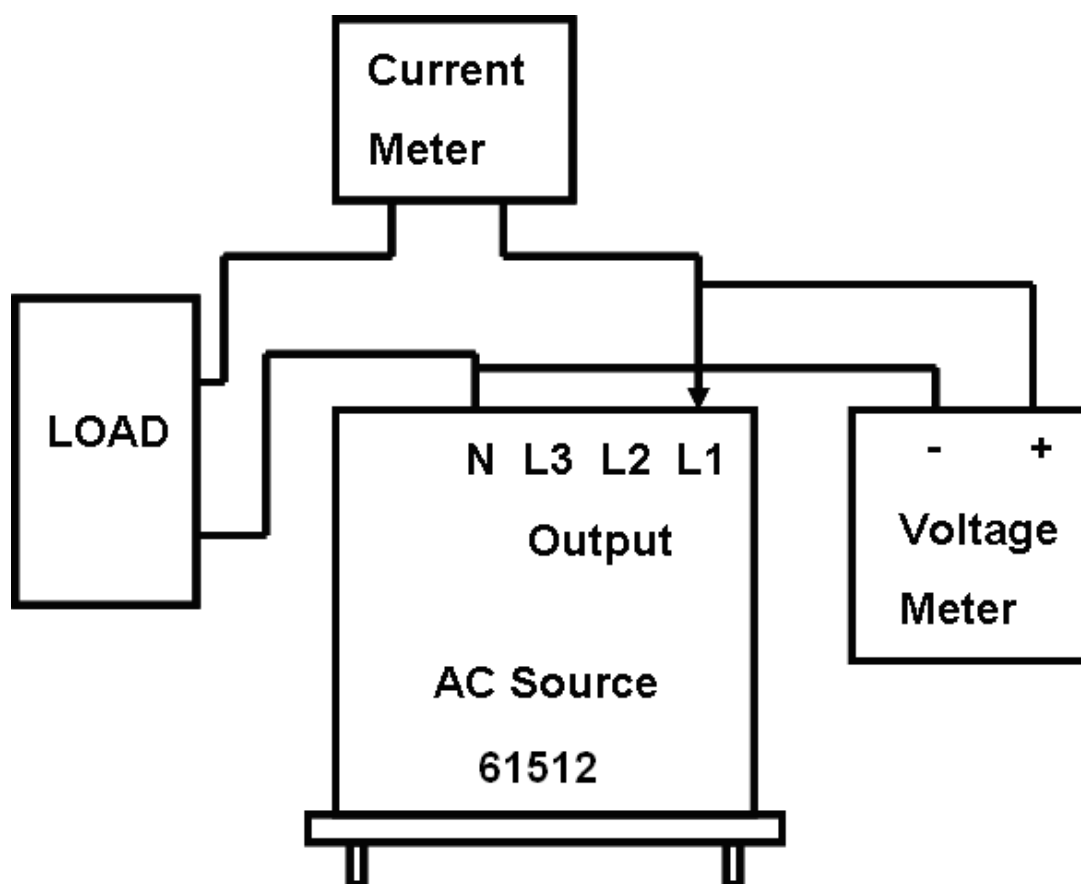 Current
Meter
LOAD
N L3 L2 L1
Output
AC Source
61512
- +
Voltage
Meter